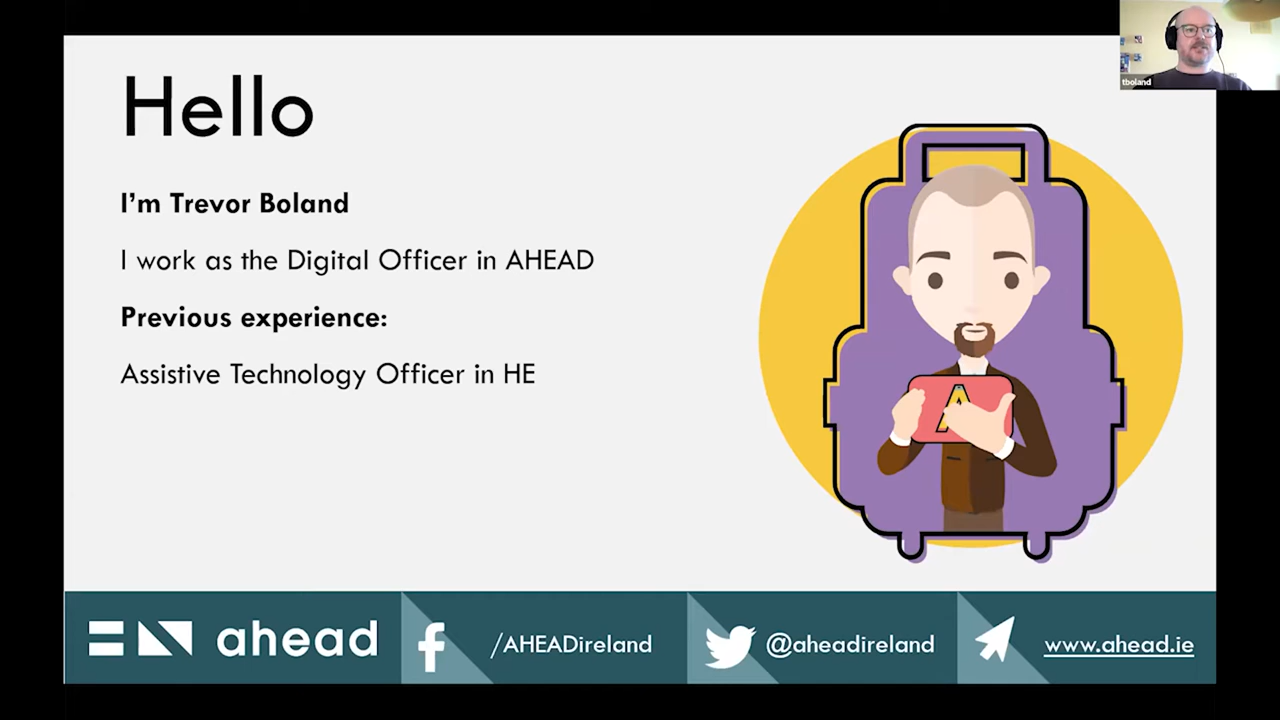 tboland
Hello
I'm Trevor Boland
I work as the Digital Officer in AHEAD
Previous experience:
Assistive Technology Officer in HE
A
ahead
/AHEADireland
@aheadireland
www.ahead.ie